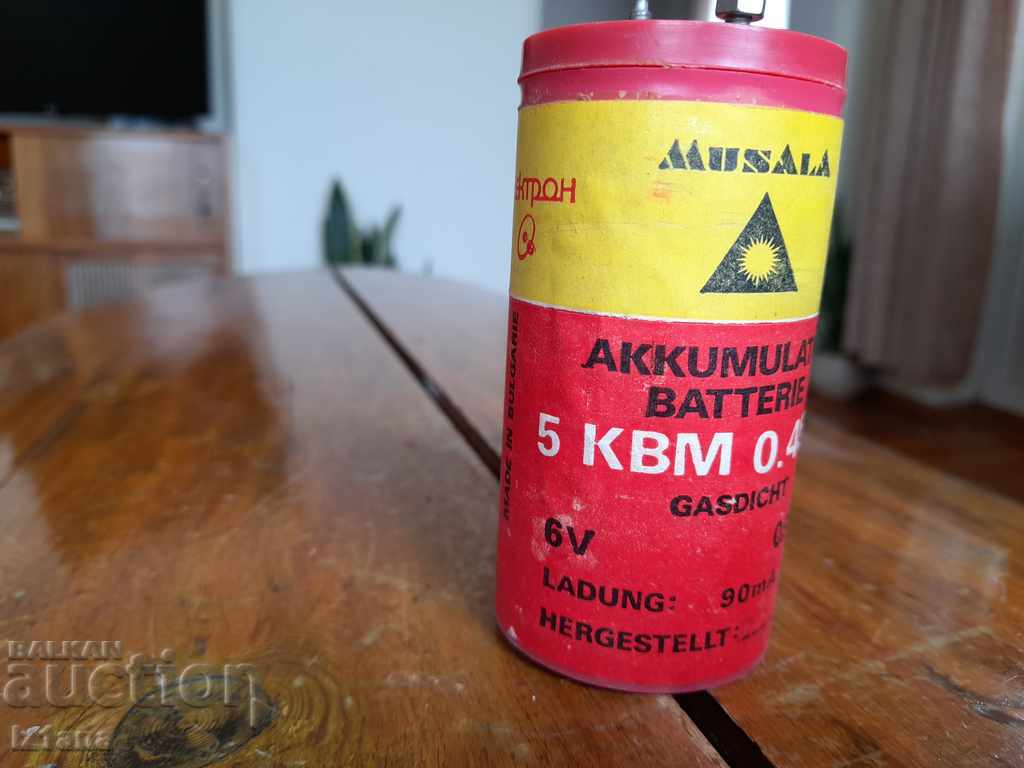 MUSALA
ктрон
MADE IN BULGARIE
AKKUMULAT
BATTERIE
5 KBM 0.4
GASDICHT
6V
LADUNG: 90mA
HERGESTELLT:...
BALKAN
auction
iztana